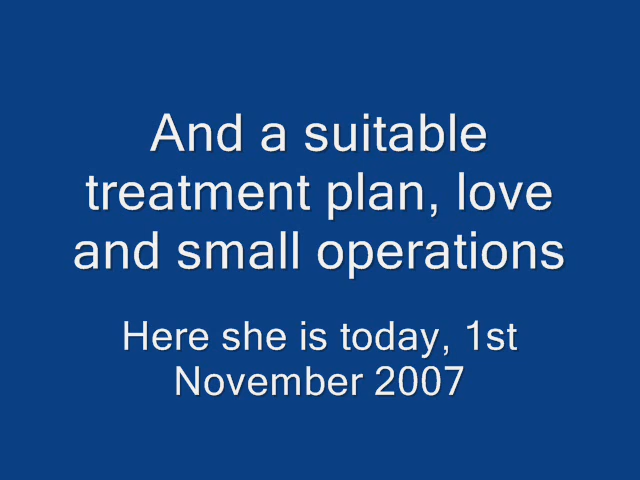 And a suitable
treatment plan, love
and small operations
Here she is today, 1st
November 2007